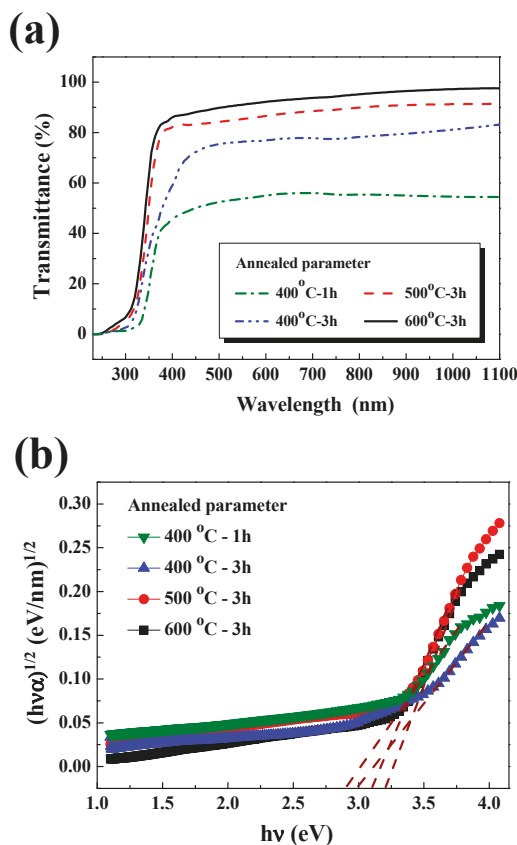 (a)
100
80
60
40
20
0
Transmittance (%)
Annealed parameter
400°C-1h 500°C-3h
400°C-3h 600°C-3h
300 400 500 600 700 800 900 1000 1100
Wavelength (nm)
(b)
0.30
0.25
0.20
0.15
0.10
0.05
0.00
(hνα)1/2 (eV/nm)1/2
Annealed parameter
400 °C - 1h
400 °C - 3h
500 °C - 3h
600 °C - 3h
1.0 1.5 2.0 2.5 3.0 3.5 4.0
hν (eV)